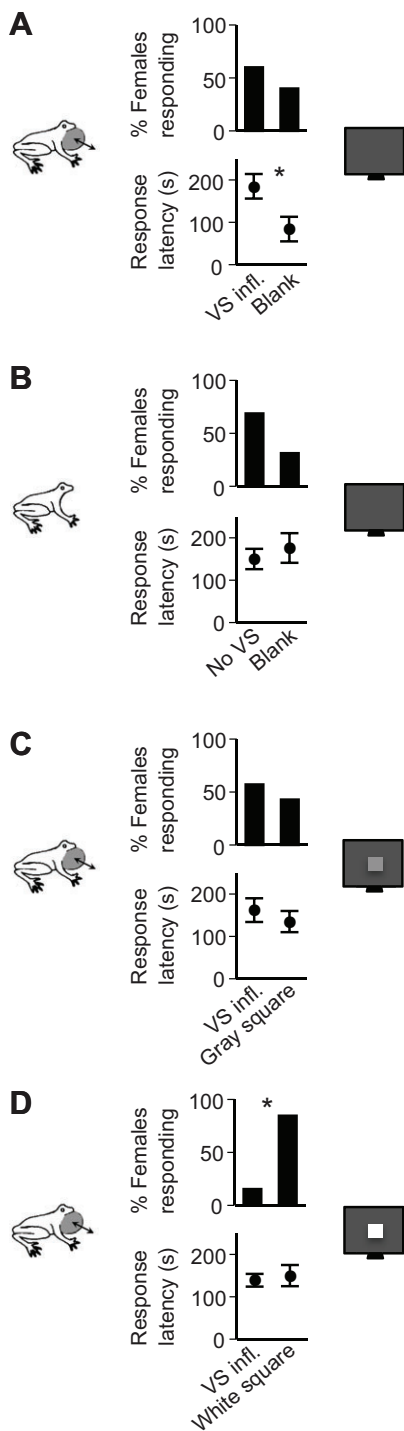 A
% Females
responding
100
50
0
Response
latency (s)
200
100
0
*
VS infl.
Blank
B
% Females
responding
100
50
0
Response
latency (s)
200
100
0
No VS
Blank
C
% Females
responding
100
50
0
Response
latency (s)
200
100
0
VS infl.
Gray square
D
% Females
responding
100
50
0
*
Response
latency (s)
200
100
0
VS infl.
White square